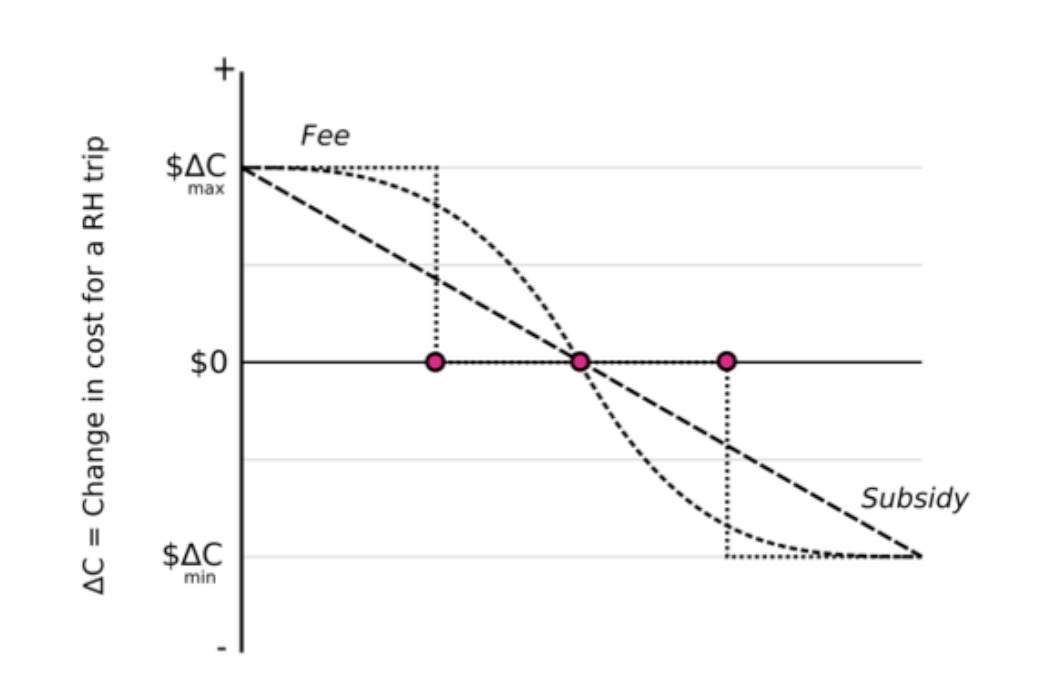 +
Fee
$ΔC
max
$0
Subsidy
$ΔC
min
-
ΔC = Change in cost for a RH trip